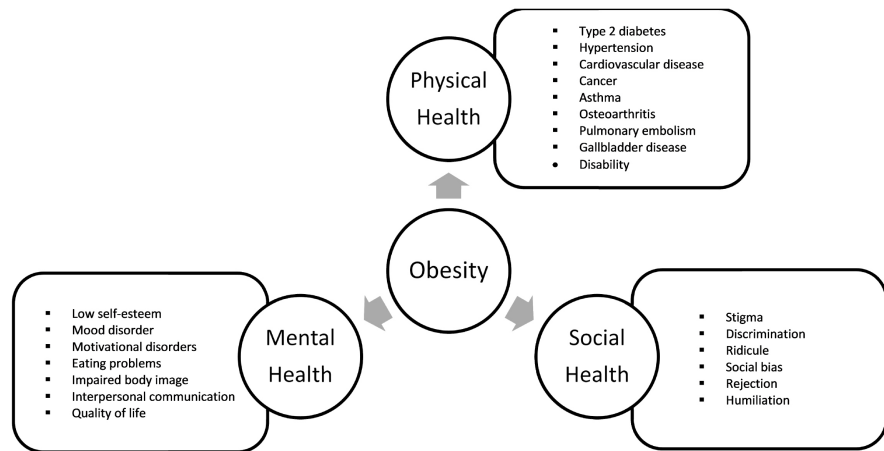 Physical
Health
▪ Type 2 diabetes
▪ Hypertension
▪ Cardiovascular disease
▪ Cancer
▪ Asthma
▪ Osteoarthritis
▪ Pulmonary embolism
▪ Gallbladder disease
• Disability
Obesity
Mental
Health
▪ Low self-esteem
▪ Mood disorder
▪ Motivational disorders
▪ Eating problems
▪ Impaired body image
▪ Interpersonal communication
▪ Quality of life
Social
Health
▪ Stigma
▪ Discrimination
▪ Ridicule
▪ Social bias
▪ Rejection
▪ Humiliation